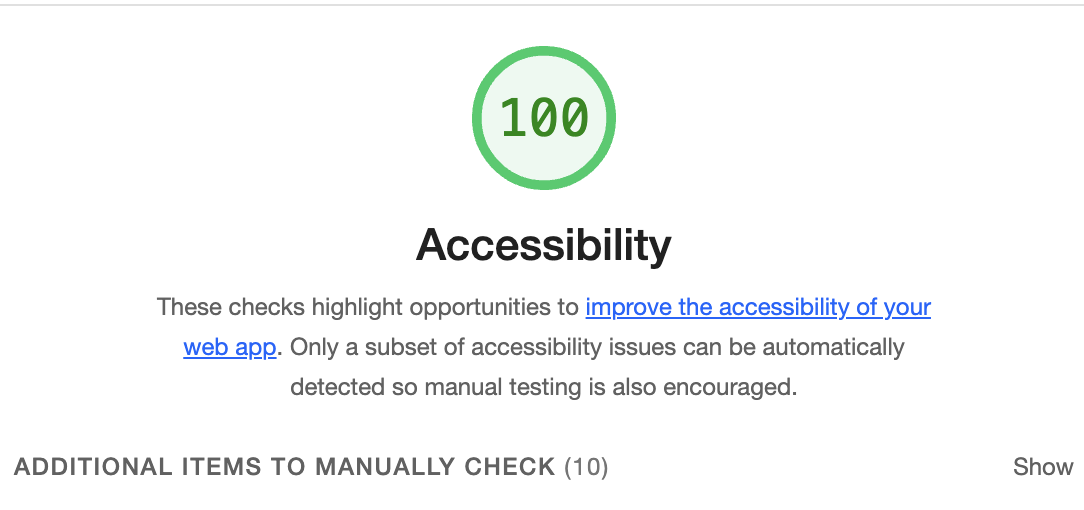 100
Accessibility
These checks highlight opportunities to improve the accessibility of your
web app. Only a subset of accessibility issues can be automatically
detected so manual testing is also encouraged.
ADDITIONAL ITEMS TO MANUALLY CHECK (10) Show